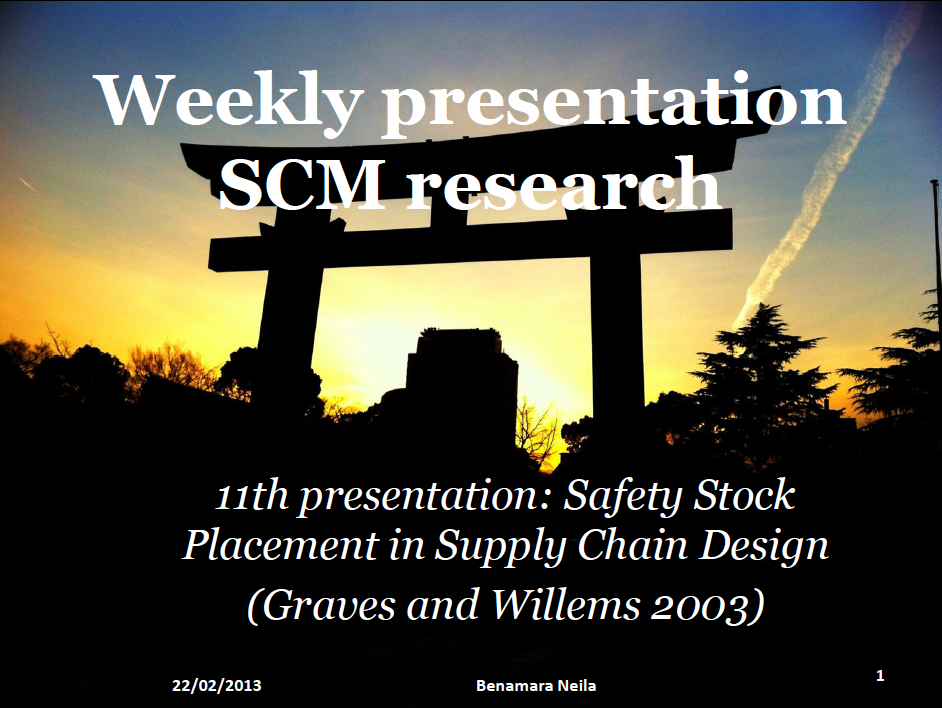 Weekly presentation
SCM research
11th presentation: Safety Stock
Placement in Supply Chain Design
(Graves and Willems 2003)
22/02/2013
Benamara Neila
1